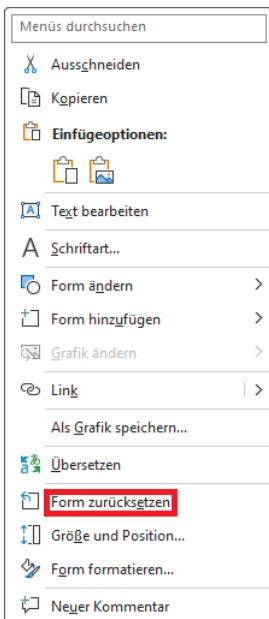 Menüs durchsuchen
Ausschneiden
Kopieren
Einfügeoptionen:
Text bearbeiten
Schriftart...
Form ändern
Form hinzufügen
Grafik ändern
Link
Als Grafik speichern...
Übersetzen
Form zurücksetzen
Größe und Position...
Form formatieren...
Neuer Kommentar